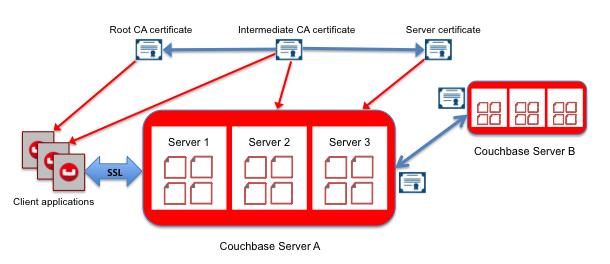 Root CA certificate
Intermediate CA certificate
Server certificate
Server 1
Server 2
Server 3
Couchbase Server B
SSL
Client applications
Couchbase Server A